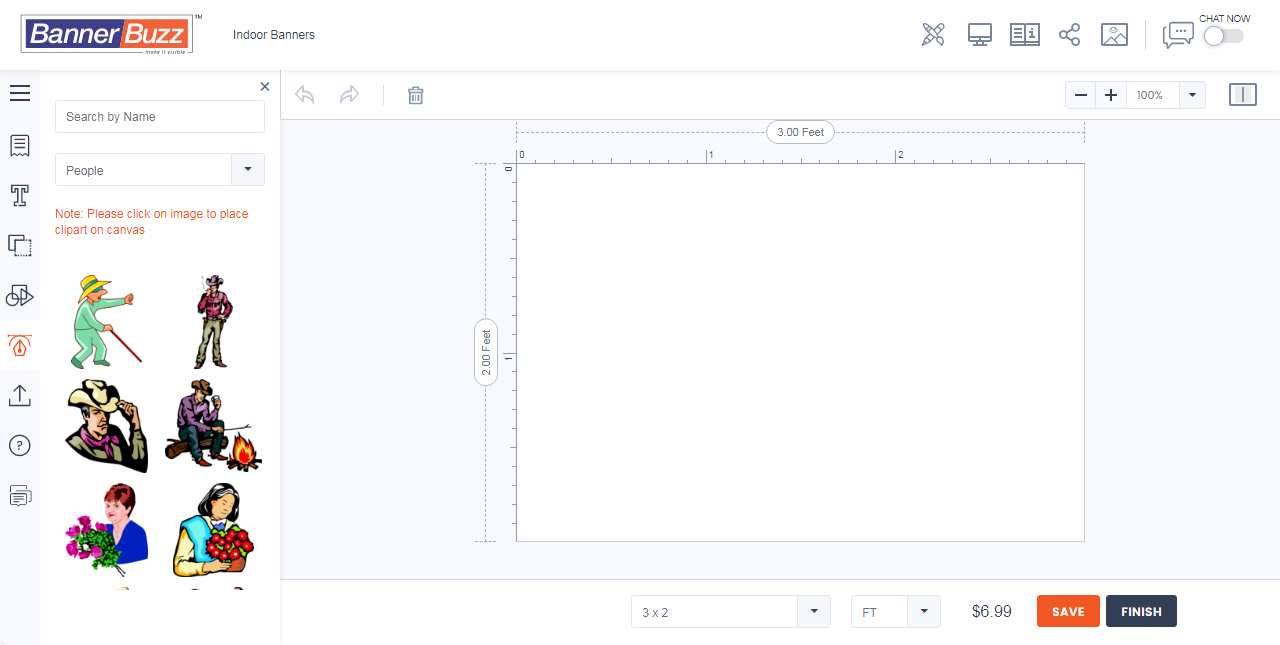 BannerBuzz™
make it visible
Indoor Banners
CHAT NOW
Search by Name
People
Note: Please click on image to place
clipart on canvas
100%
3.00 Feet
0 1 2
0
2.00 Feet
1
3 x 2
FT
$6.99
SAVE
FINISH